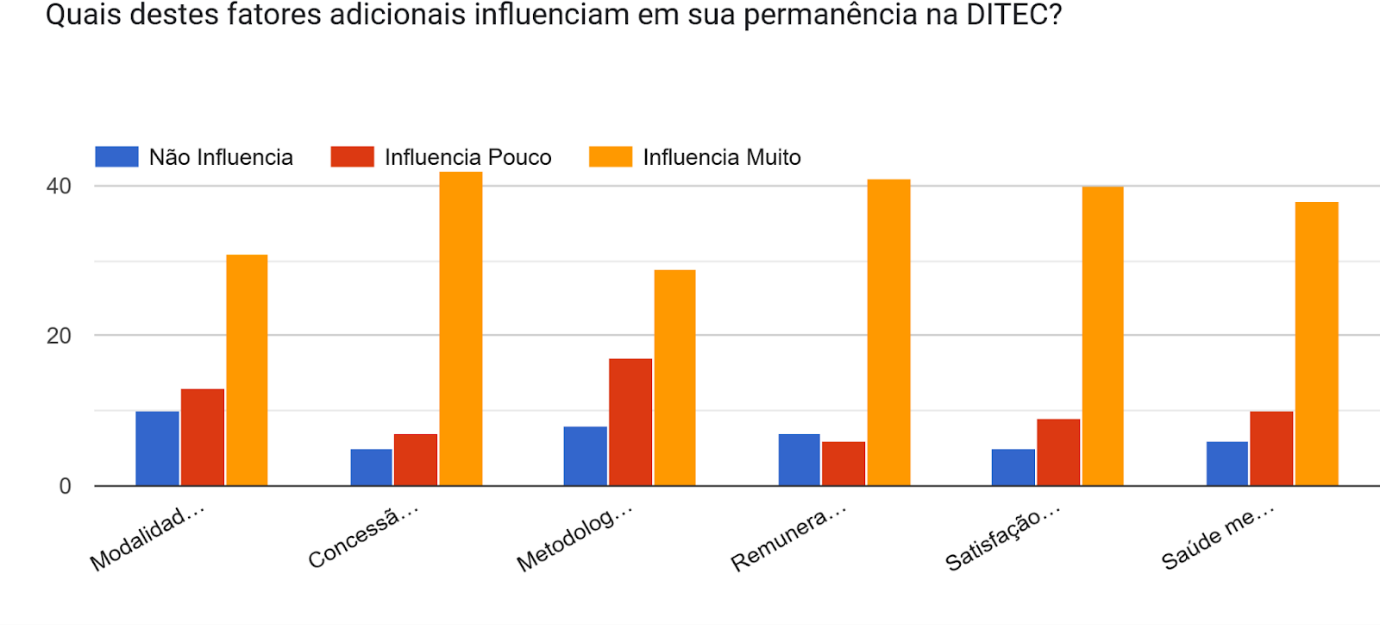 Quais destes fatores adicionais influenciam em sua permanência na DITEC?
Não Influencia Influencia Pouco Influencia Muito
40
20
0
Modalidad… Concessã… Metodolog… Remunera… Satisfação… Saúde me…